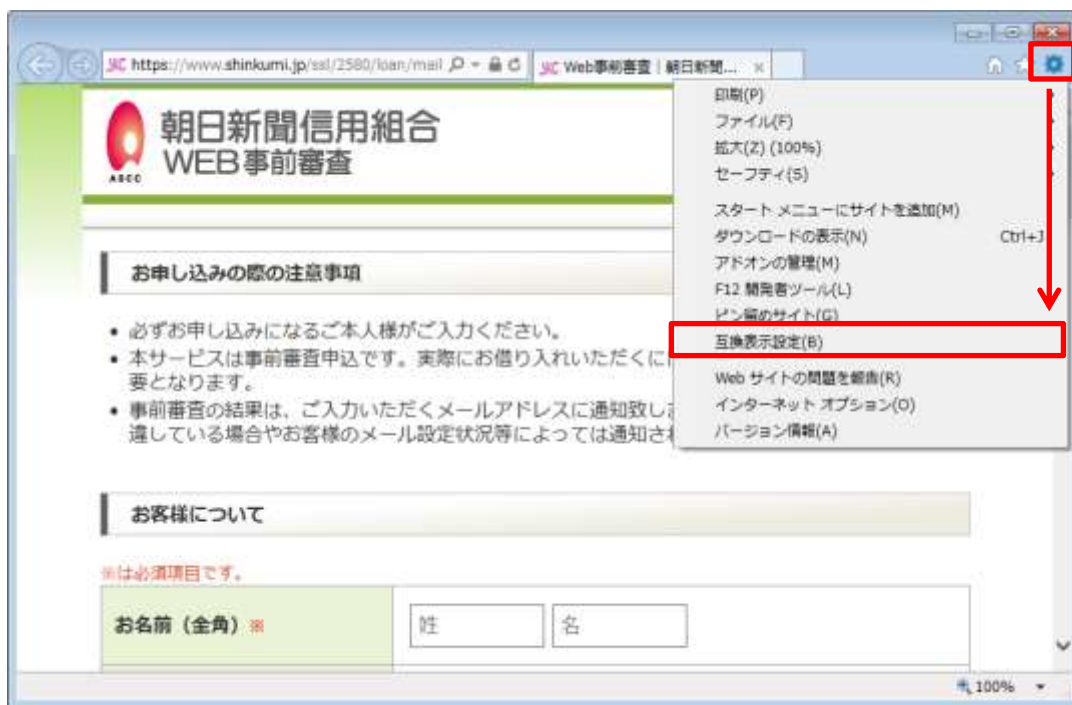 https://www.shinkumi.jp/ssl/2580/loan/mail
Web事前審査 | 朝日新聞...
朝日新聞信用組合
WEB事前審査
ASCC
印刷(P)
ファイル(F)
拡大(Z) (100%)
セーフティ(S)
スタート メニューにサイトを追加(M)
ダウンロードの表示(N) Ctrl+J
アドオンの管理(M)
F12 開発者ツール(L)
ピン留めサイト(G)
互換表示設定(B)
Web サイトの問題を報告(R)
インターネット オプション(O)
バージョン情報(A)
お申し込みの際の注意事項
• 必ずお申し込みになるご本人様がご入力ください。
• 本サービスは事前審査申込です。実際にお借り入れいただくに
要となります。
• 事前審査の結果は、ご入力いただくメールアドレスに通知致し
違している場合やお客様のメール設定状況等によっては通知さ
お客様について
※は必須項目です。
お名前（全角）※
姓
名
100%